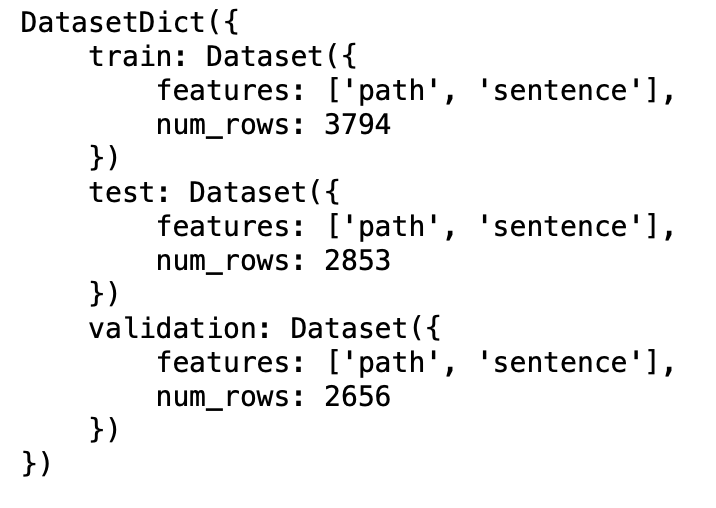 DatasetDict({
    train: Dataset({
        features: ['path', 'sentence'],
        num_rows: 3794
    })
    test: Dataset({
        features: ['path', 'sentence'],
        num_rows: 2853
    })
    validation: Dataset({
        features: ['path', 'sentence'],
        num_rows: 2656
    })
})